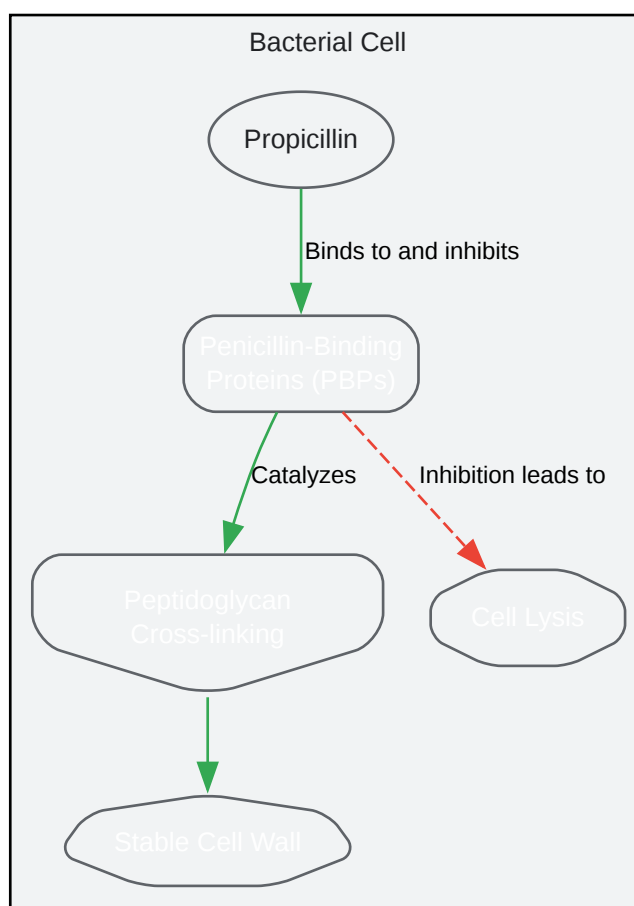 Bacterial Cell
Propicillin
Binds to and inhibits
Penicillin-Binding
Proteins (PBPs)
Catalyzes
Inhibition leads to
Peptidoglycan
Cross-linking
Cell Lysis
Stable Cell Wall